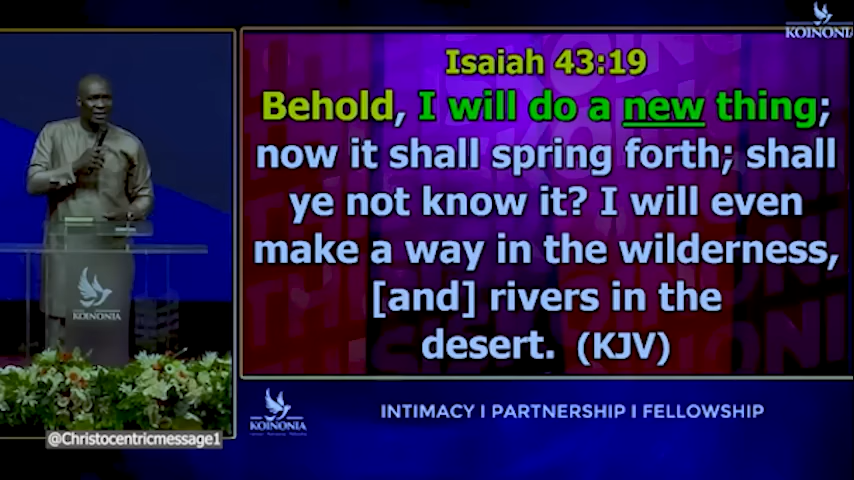 KOINONIA
Isaiah 43:19
Behold, I will do a new thing;
now it shall spring forth; shall
ye not know it? I will even
make a way in the wilderness,
[and] rivers in the
desert. (KJV)
KOINONIA
KOINONIA
INTIMACY I PARTNERSHIP I FELLOWSHIP
@Christocentricmessage1